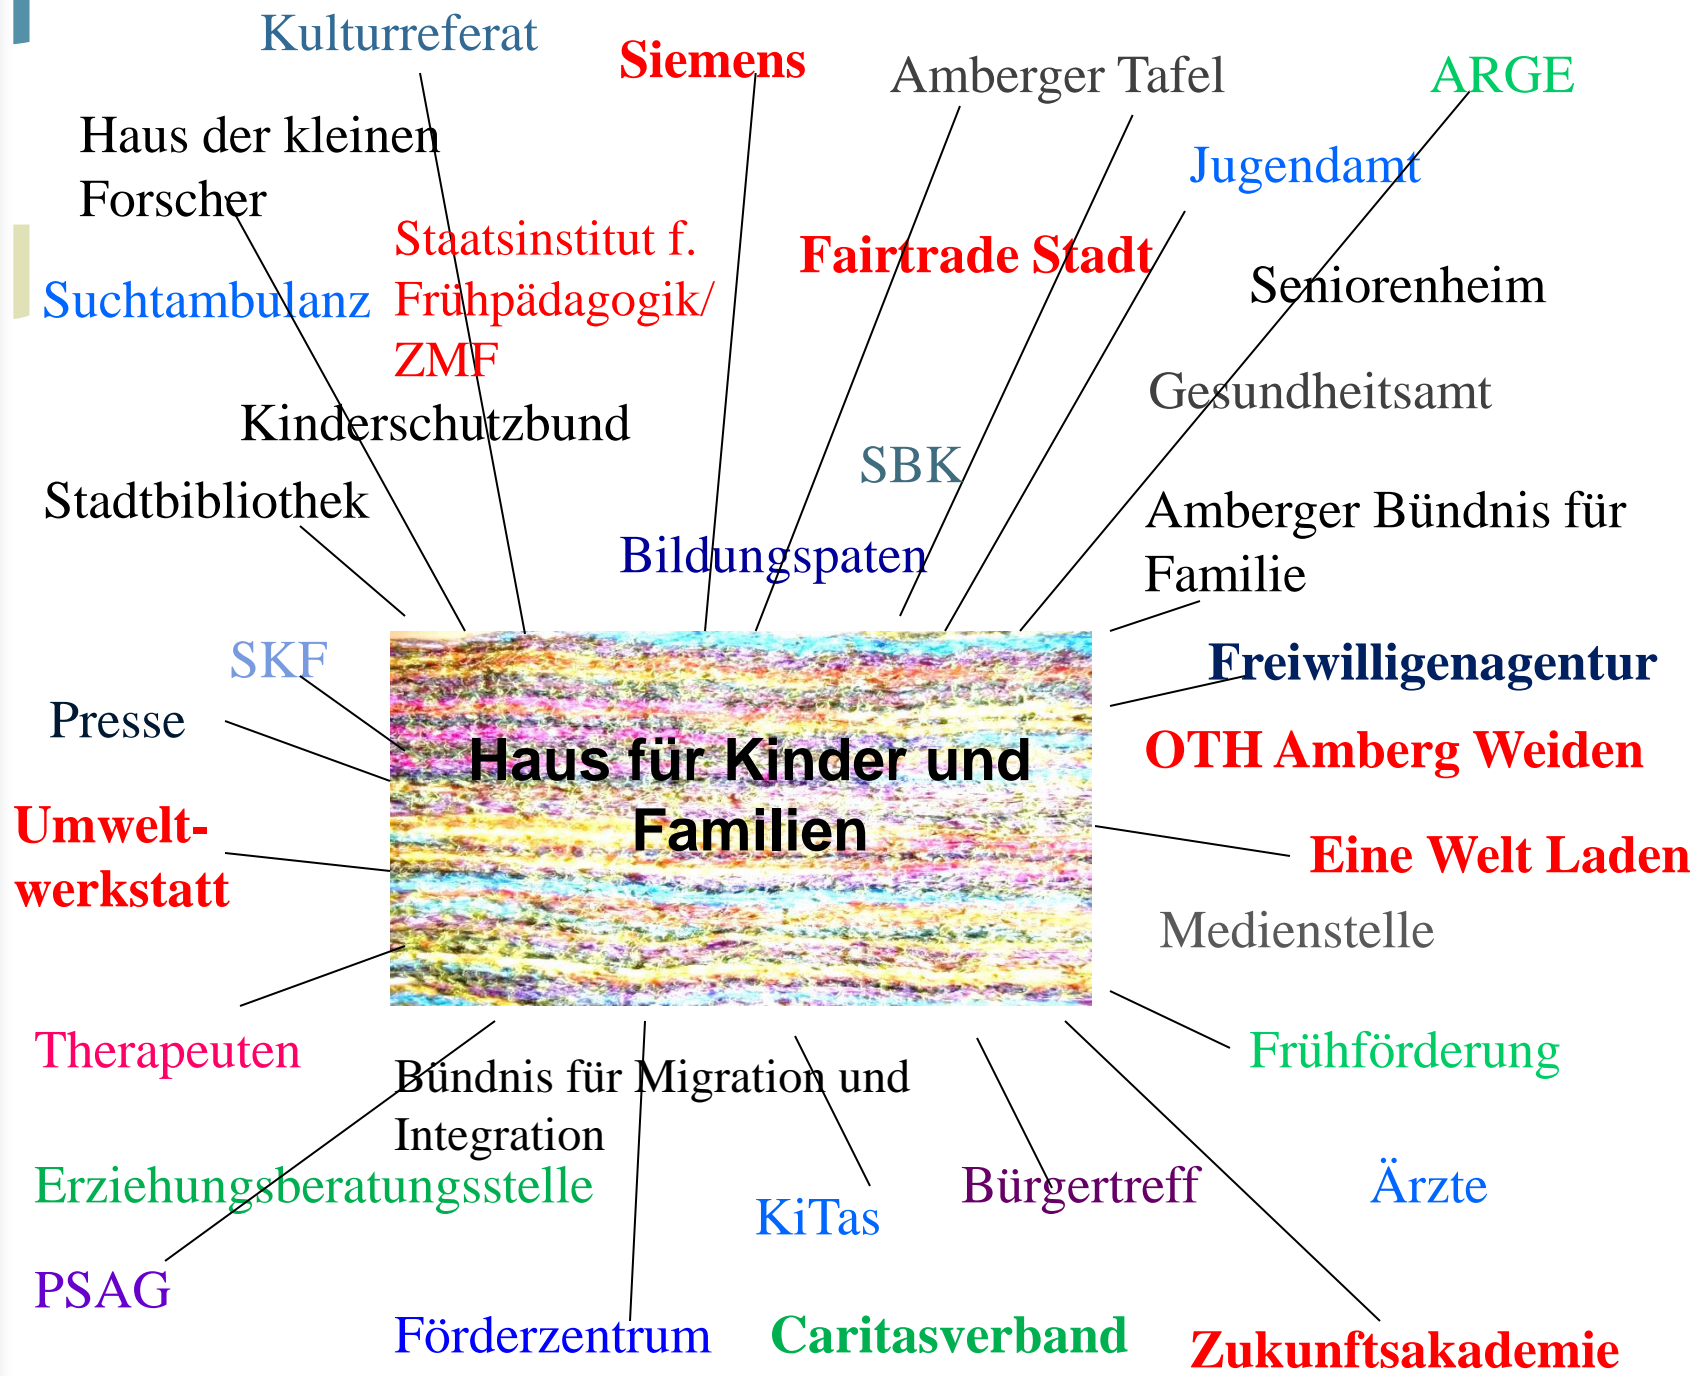 Kulturreferat
Siemens
Amberger Tafel
ARGE
Haus der kleinen
Forscher
Jugendamt
Staatsinstitut f.
Frühpädagogik/
ZMF
Fairtrade Stadt
Suchtambulanz
Seniorenheim
Kinderschutzbund
Gesundheitsamt
SBK
Stadtbibliothek
Amberger Bündnis für
Familie
Bildungspaten
SKF
Freiwilligenagentur
Presse
Haus für Kinder und
Familien
OTH Amberg Weiden
Umwelt-
werkstatt
Eine Welt Laden
Medienstelle
Therapeuten
Bündnis für Migration und
Integration
Frühförderung
Erziehungsberatungsstelle
KiTas
Bürgertreff
Ärzte
PSAG
Förderzentrum
Caritasverband
Zukunftsakademie